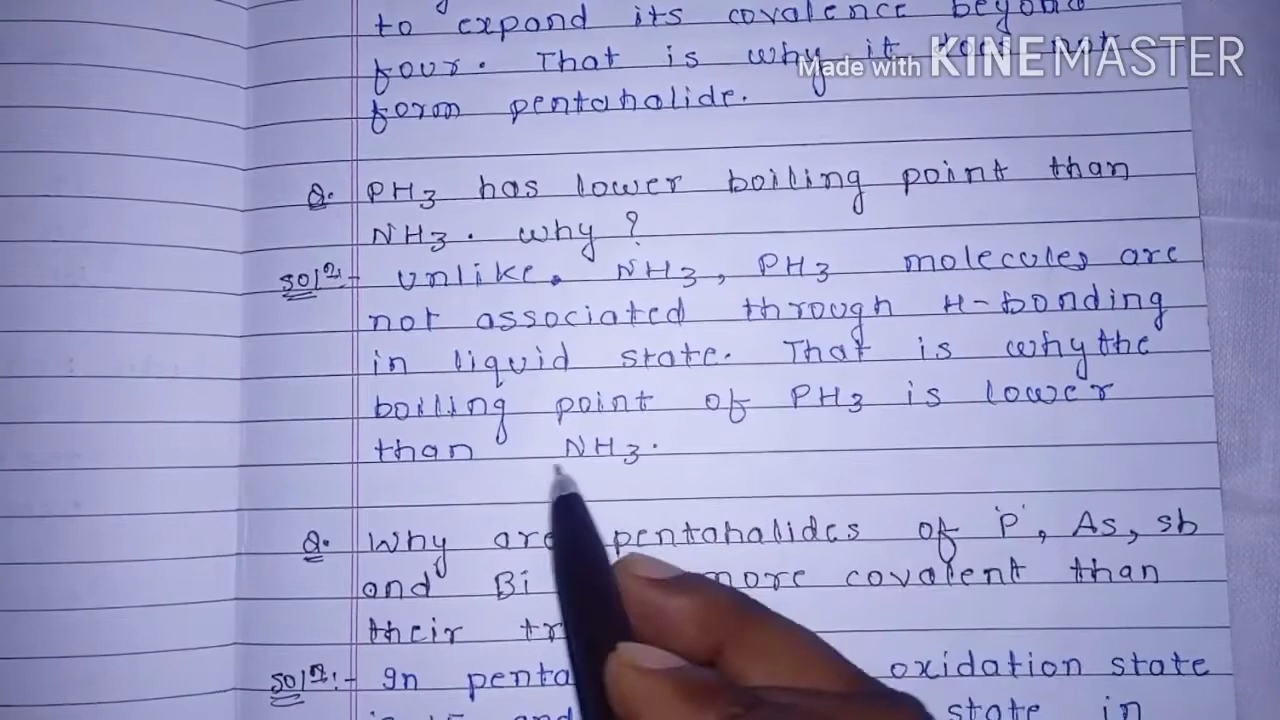 to expand its covalence beyond
four. That is why it does not
form pentahalide.
Made with KINEMASTER
Q. PH3 has lower boiling point than
NH3. Why?
Solⁿ:- Unlike. NH3, PH3 molecules are
not associated through H-bonding
in liquid state. That is why the
boiling point of PH3 is lower
than NH3.
Q. Why are pentahalides of P, As, Sb
and Bi more covalent than
their
Solⁿ:- In oxidation state
state in